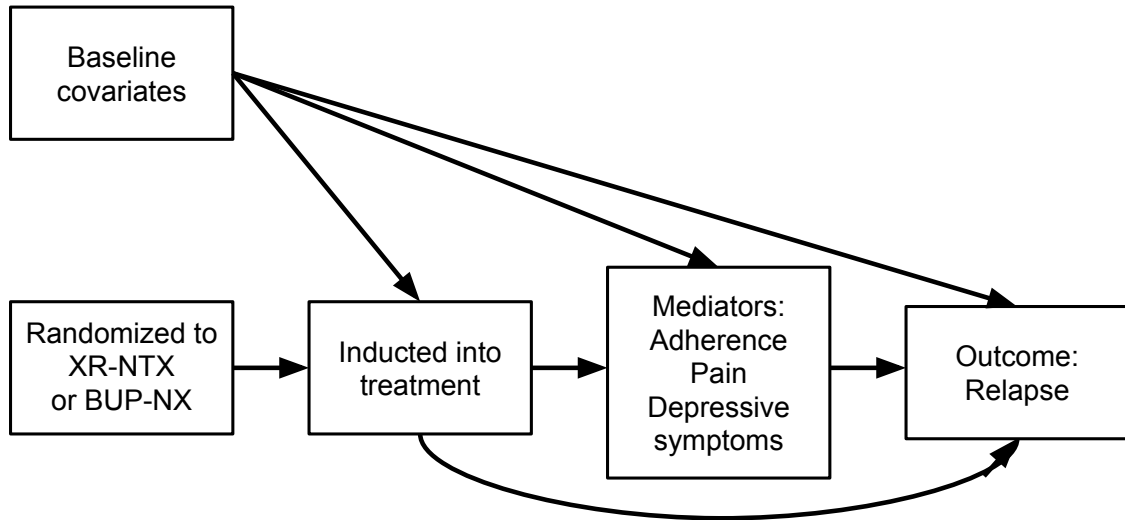 Baseline
covariates
Randomized to
XR-NTX
or BUP-NX
Inducted into
treatment
Mediators:
Adherence
Pain
Depressive
symptoms
Outcome:
Relapse